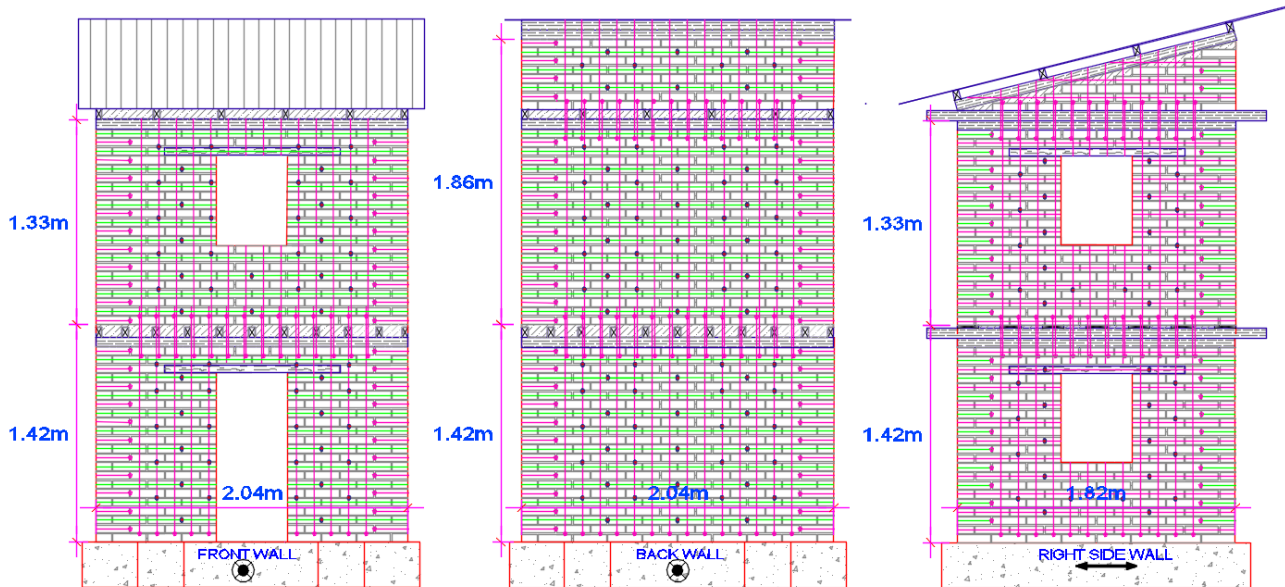 1.33m
1.42m
2.04m
FRONT WALL
1.86m
1.42m
2.04m
BACK WALL
1.33m
1.42m
1.82m
RIGHT SIDE WALL